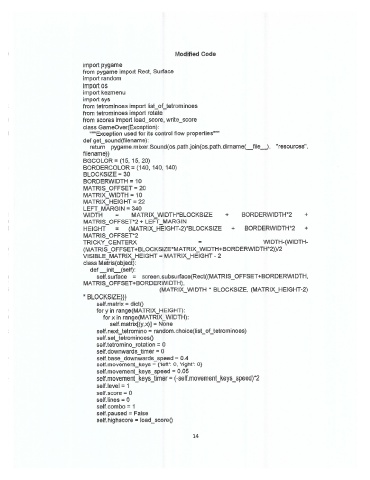 Modified Code
import pygame
from pygame import Rect, Surface
import random
import os
import kezmenu
import sys
from tetrominoes import list_of_tetrominoes
from tetrominoes import rotate
from scores import load_score, write_score
class GameOver(Exception):
"""Exception used for its control flow properties"""
def get_sound(filename):
return pygame.mixer.Sound(os.path.join(os.path.dirname(__file__), "resources",
filename))
BGCOLOR = (15, 15, 20)
BORDERCOLOR = (140, 140, 140)
BLOCKSIZE = 30
BORDERWIDTH = 10
MATRIS_OFFSET = 20
MATRIX_WIDTH = 10
MATRIX_HEIGHT = 22
LEFT_MARGIN = 340
WIDTH = MATRIX_WIDTH*BLOCKSIZE + BORDERWIDTH*2 +
MATRIS_OFFSET*2 + LEFT_MARGIN
HEIGHT = (MATRIX_HEIGHT-2)*BLOCKSIZE + BORDERWIDTH*2 +
MATRIS_OFFSET*2
TRICKY_CENTERX = WIDTH-(WIDTH-
(MATRIS_OFFSET+BLOCKSIZE*MATRIX_WIDTH+BORDERWIDTH*2))/2
VISIBLE_MATRIX_HEIGHT = MATRIX_HEIGHT - 2
class Matris(object):
def __init__(self):
self.surface = screen.subsurface(Rect((MATRIS_OFFSET+BORDERWIDTH,
MATRIS_OFFSET+BORDERWIDTH),
(MATRIX_WIDTH * BLOCKSIZE, (MATRIX_HEIGHT-2)
* BLOCKSIZE)))
self.matrix = dict()
for y in range(MATRIX_HEIGHT):
for x in range(MATRIX_WIDTH):
self.matrix[(y,x)] = None
self.next_tetromino = random.choice(list_of_tetrominoes)
self.set_tetrominoes()
self.tetromino_rotation = 0
self.downwards_timer = 0
self.base_downwards_speed = 0.4
self.movement_keys = {'left': 0, 'right': 0}
self.movement_keys_speed = 0.05
self.movement_keys_timer = (-self.movement_keys_speed)*2
self.level = 1
self.score = 0
self.lines = 0
self.combo = 1
self.paused = False
self.highscore = load_score()
14